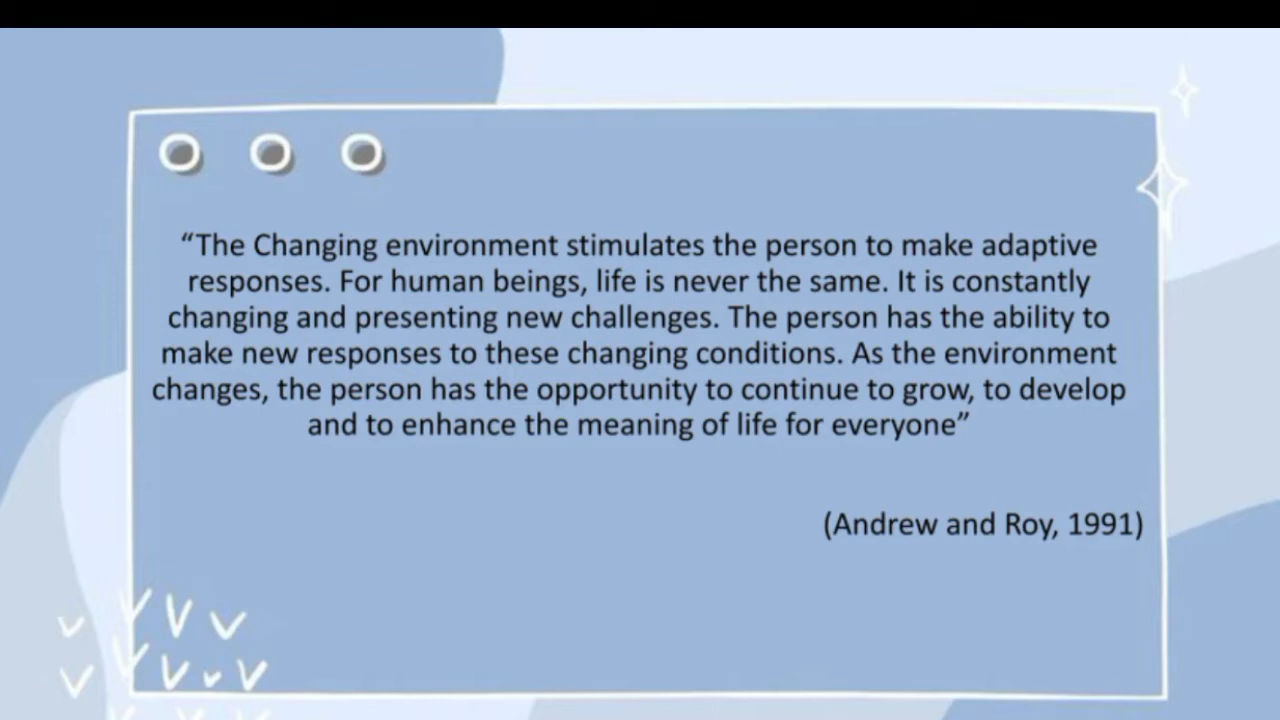 “The Changing environment stimulates the person to make adaptive
responses. For human beings, life is never the same. It is constantly
changing and presenting new challenges. The person has the ability to
make new responses to these changing conditions. As the environment
changes, the person has the opportunity to continue to grow, to develop
and to enhance the meaning of life for everyone”
(Andrew and Roy, 1991)